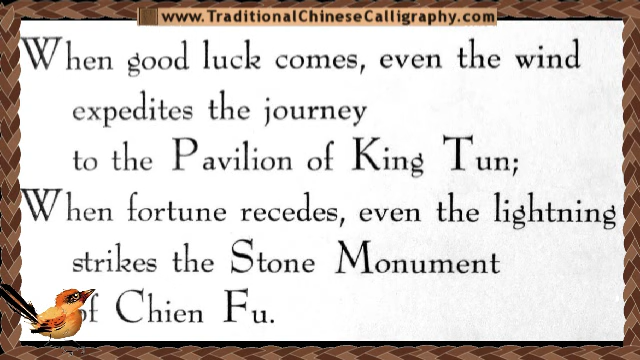 www.TraditionalChineseCalligraphy.com
When good luck comes, even the wind
expedites the journey
to the Pavilion of King Tun;
When fortune recedes, even the lightning
strikes the Stone Monument
of Chien Fu.